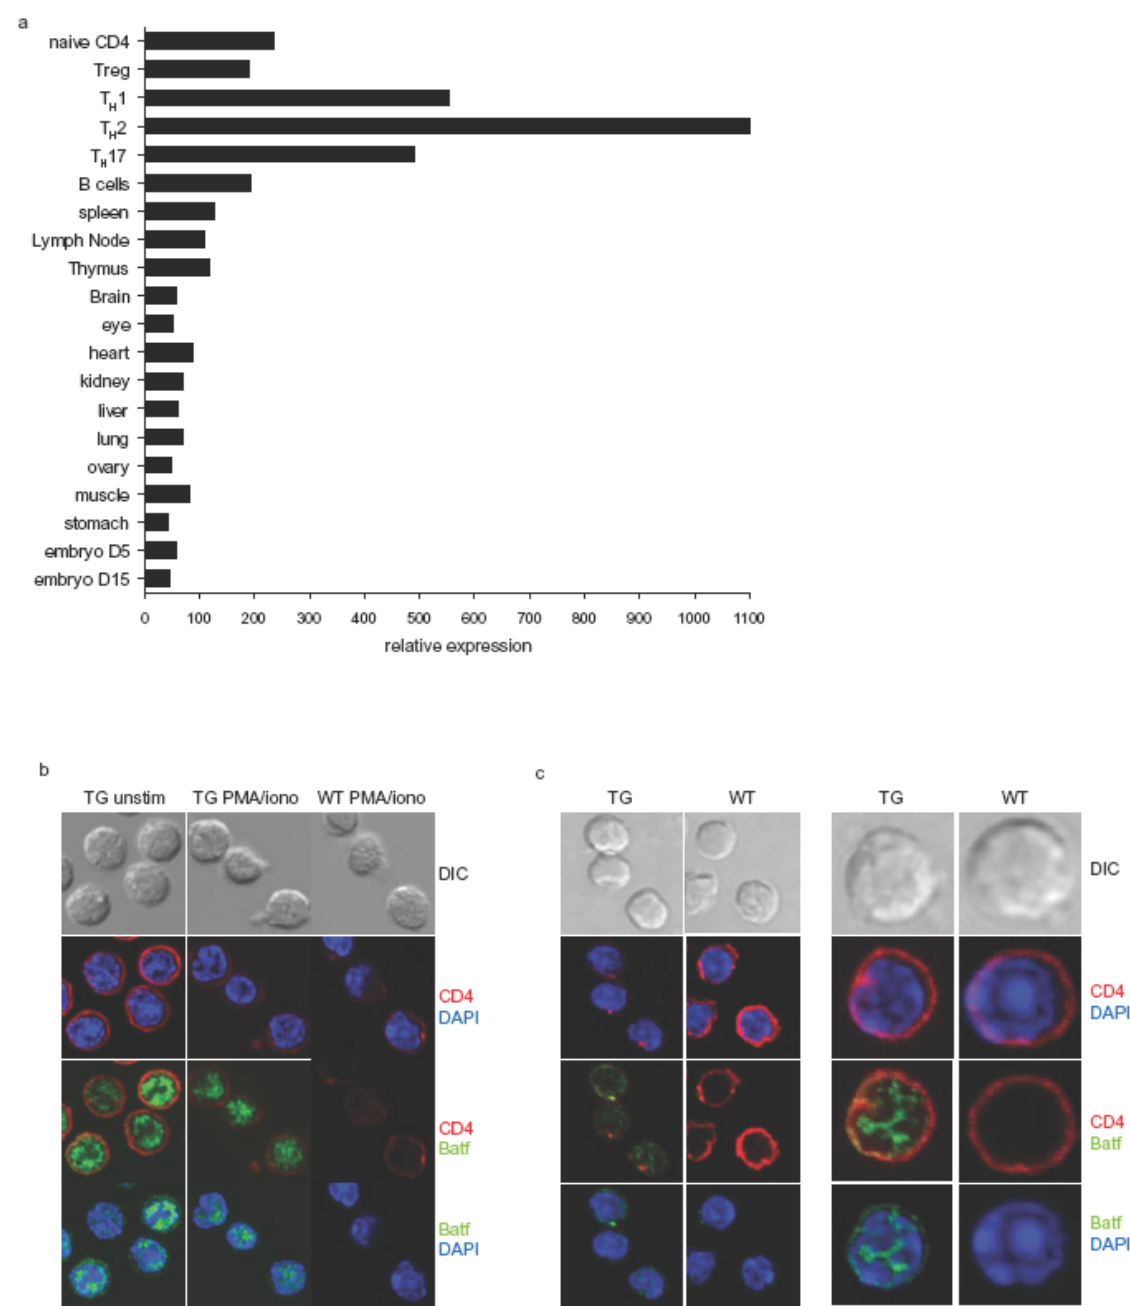 a
naive CD4
Treg
TH1
TH2
TH17
B cells
spleen
Lymph Node
Thymus
Brain
eye
heart
kidney
liver
lung
ovary
muscle
stomach
embryo D5
embryo D15
0 100 200 300 400 500 600 700 800 900 1000 1100
relative expression
b
TG unstim TG PMA/iono WT PMA/iono
DIC
CD4
DAPI
CD4
Batf
Batf
DAPI
c
TG WT TG WT
DIC
CD4
DAPI
CD4
Batf
Batf
DAPI